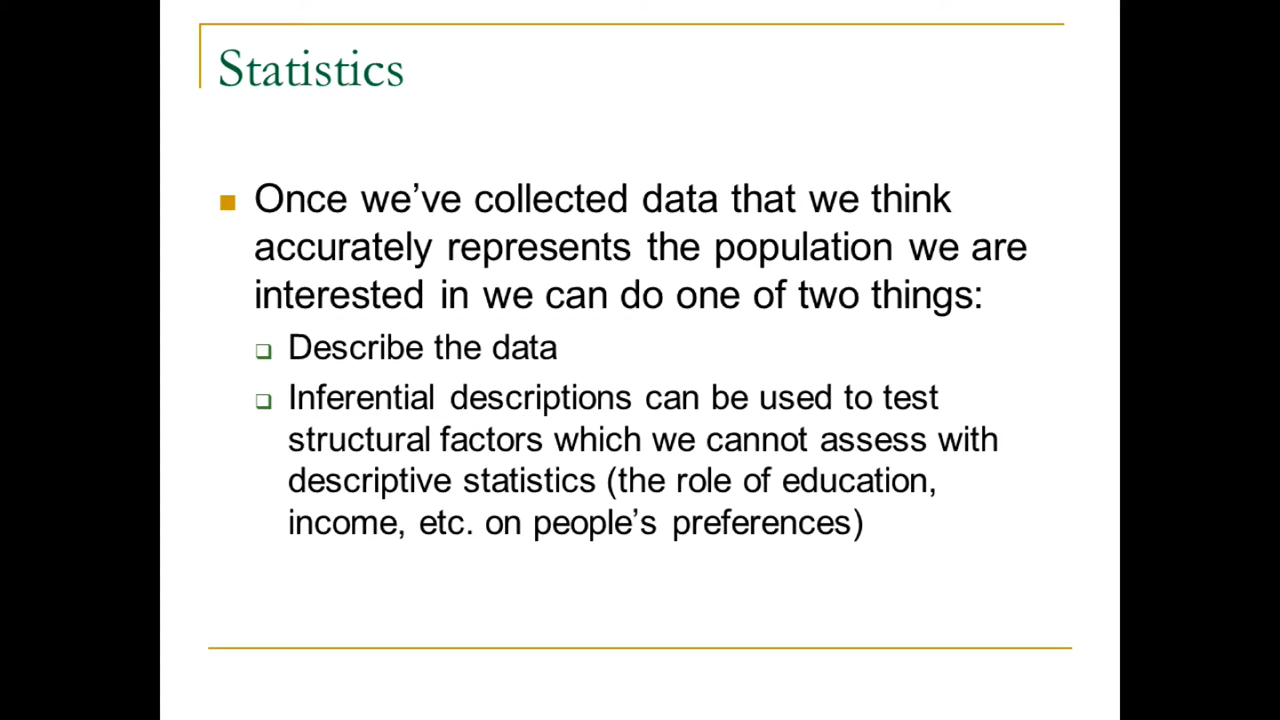 Statistics
Once we’ve collected data that we think
accurately represents the population we are
interested in we can do one of two things:
Describe the data
Inferential descriptions can be used to test
structural factors which we cannot assess with
descriptive statistics (the role of education,
income, etc. on people’s preferences)